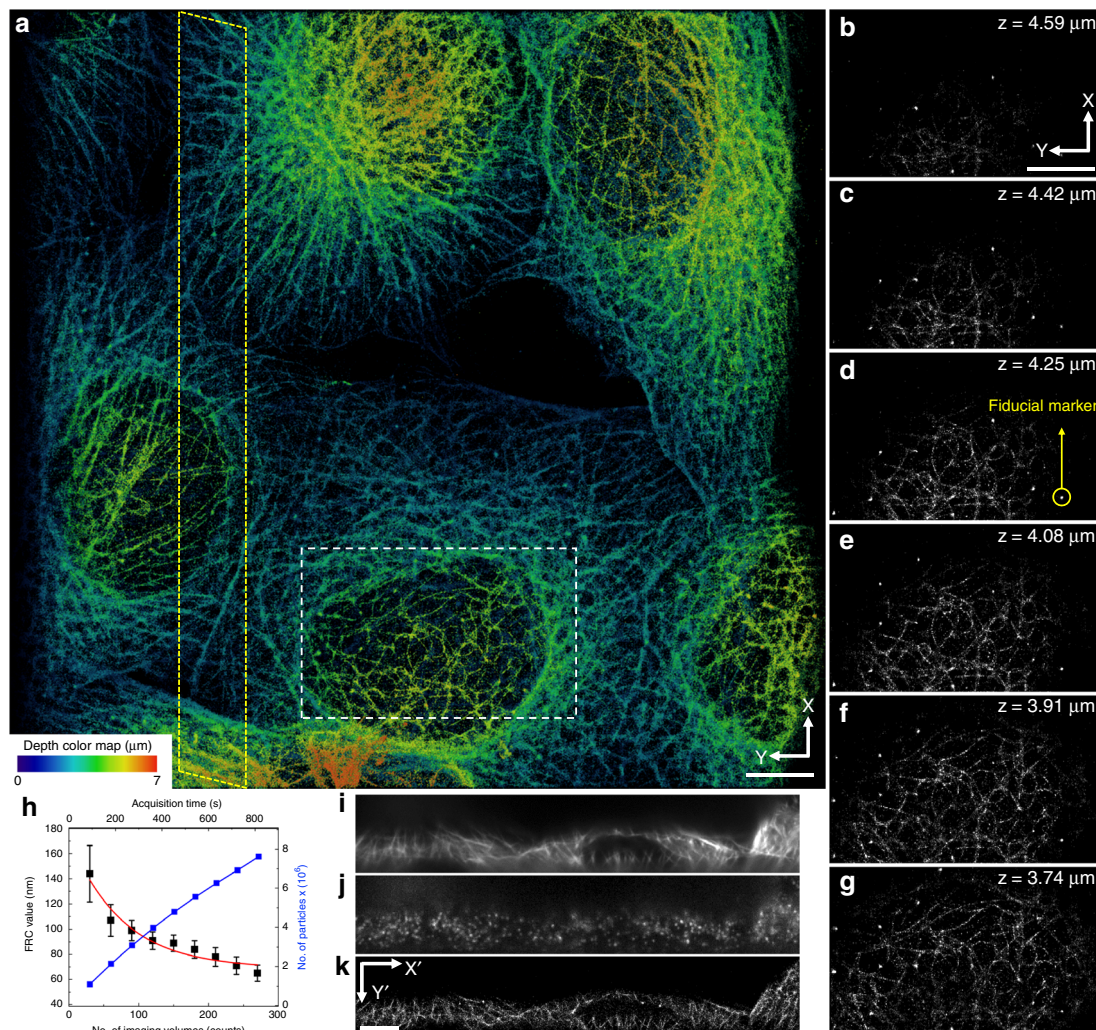 a
Y
X
Depth color map (μm)
0
7
b
z = 4.59 μm
X
Y
c
z = 4.42 μm
d
z = 4.25 μm
Fiducial marker
e
z = 4.08 μm
f
z = 3.91 μm
g
z = 3.74 μm
h
Acquisition time (s)
0 200 400 600 800
180
160
140
120
100
80
60
40
FRC value (nm)
8
6
4
2
0
No. of particles x (10⁶)
0 100 200 300
No. of imaging volumes (counts)
i
j
k
X′
Y′